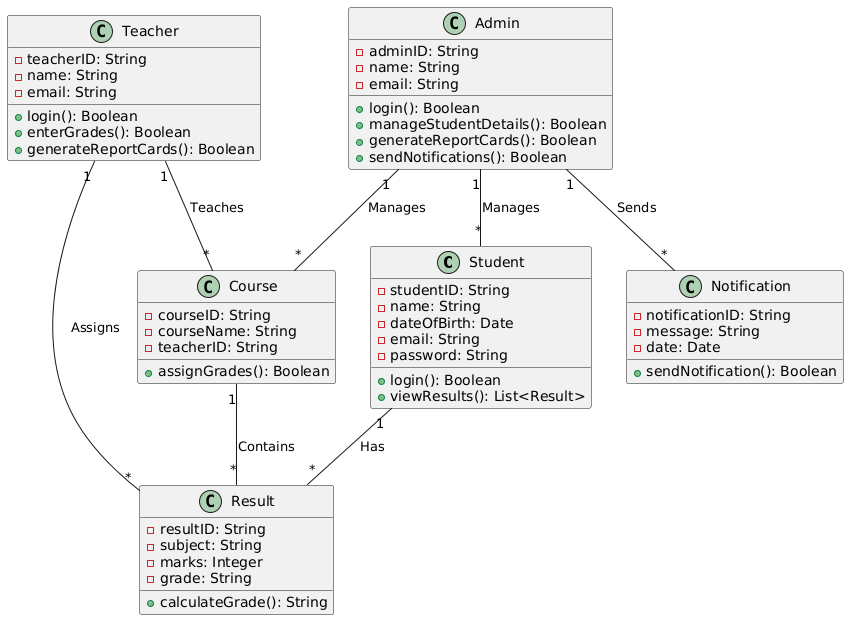 C Teacher
teacherID: String
name: String
email: String
login(): Boolean
enterGrades(): Boolean
generateReportCards(): Boolean
C Admin
adminID: String
name: String
email: String
login(): Boolean
manageStudentDetails(): Boolean
generateReportCards(): Boolean
sendNotifications(): Boolean
1
1
1
1
1
Teaches
Manages
Manages
Sends
*
*
*
*
C Course
courseID: String
courseName: String
teacherID: String
assignGrades(): Boolean
C Student
studentID: String
name: String
dateOfBirth: Date
email: String
password: String
login(): Boolean
viewResults(): List<Result>
C Notification
notificationID: String
message: String
date: Date
sendNotification(): Boolean
Assigns
1
1
Contains
Has
*
*
*
C Result
resultID: String
subject: String
marks: Integer
grade: String
calculateGrade(): String